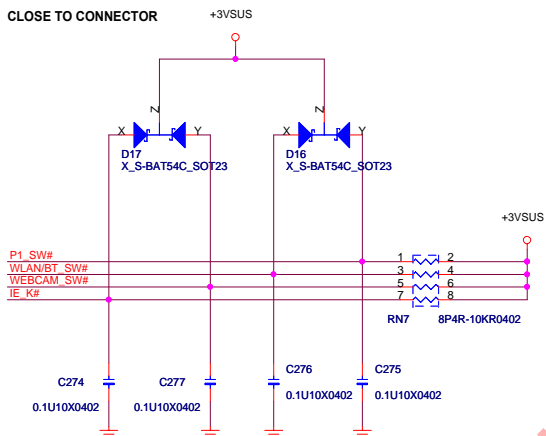 CLOSE TO CONNECTOR
+3VSUS
Z
Z
X
Y
X
Y
D17
X_S-BAT54C_SOT23
D16
X_S-BAT54C_SOT23
+3VSUS
P1_SW#
1
2
WLAN/BT_SW#
3
4
WEBCAM_SW#
5
6
IE_K#
7
8
RN7
8P4R-10KR0402
C274
0.1U10X0402
C277
0.1U10X0402
C276
0.1U10X0402
C275
0.1U10X0402